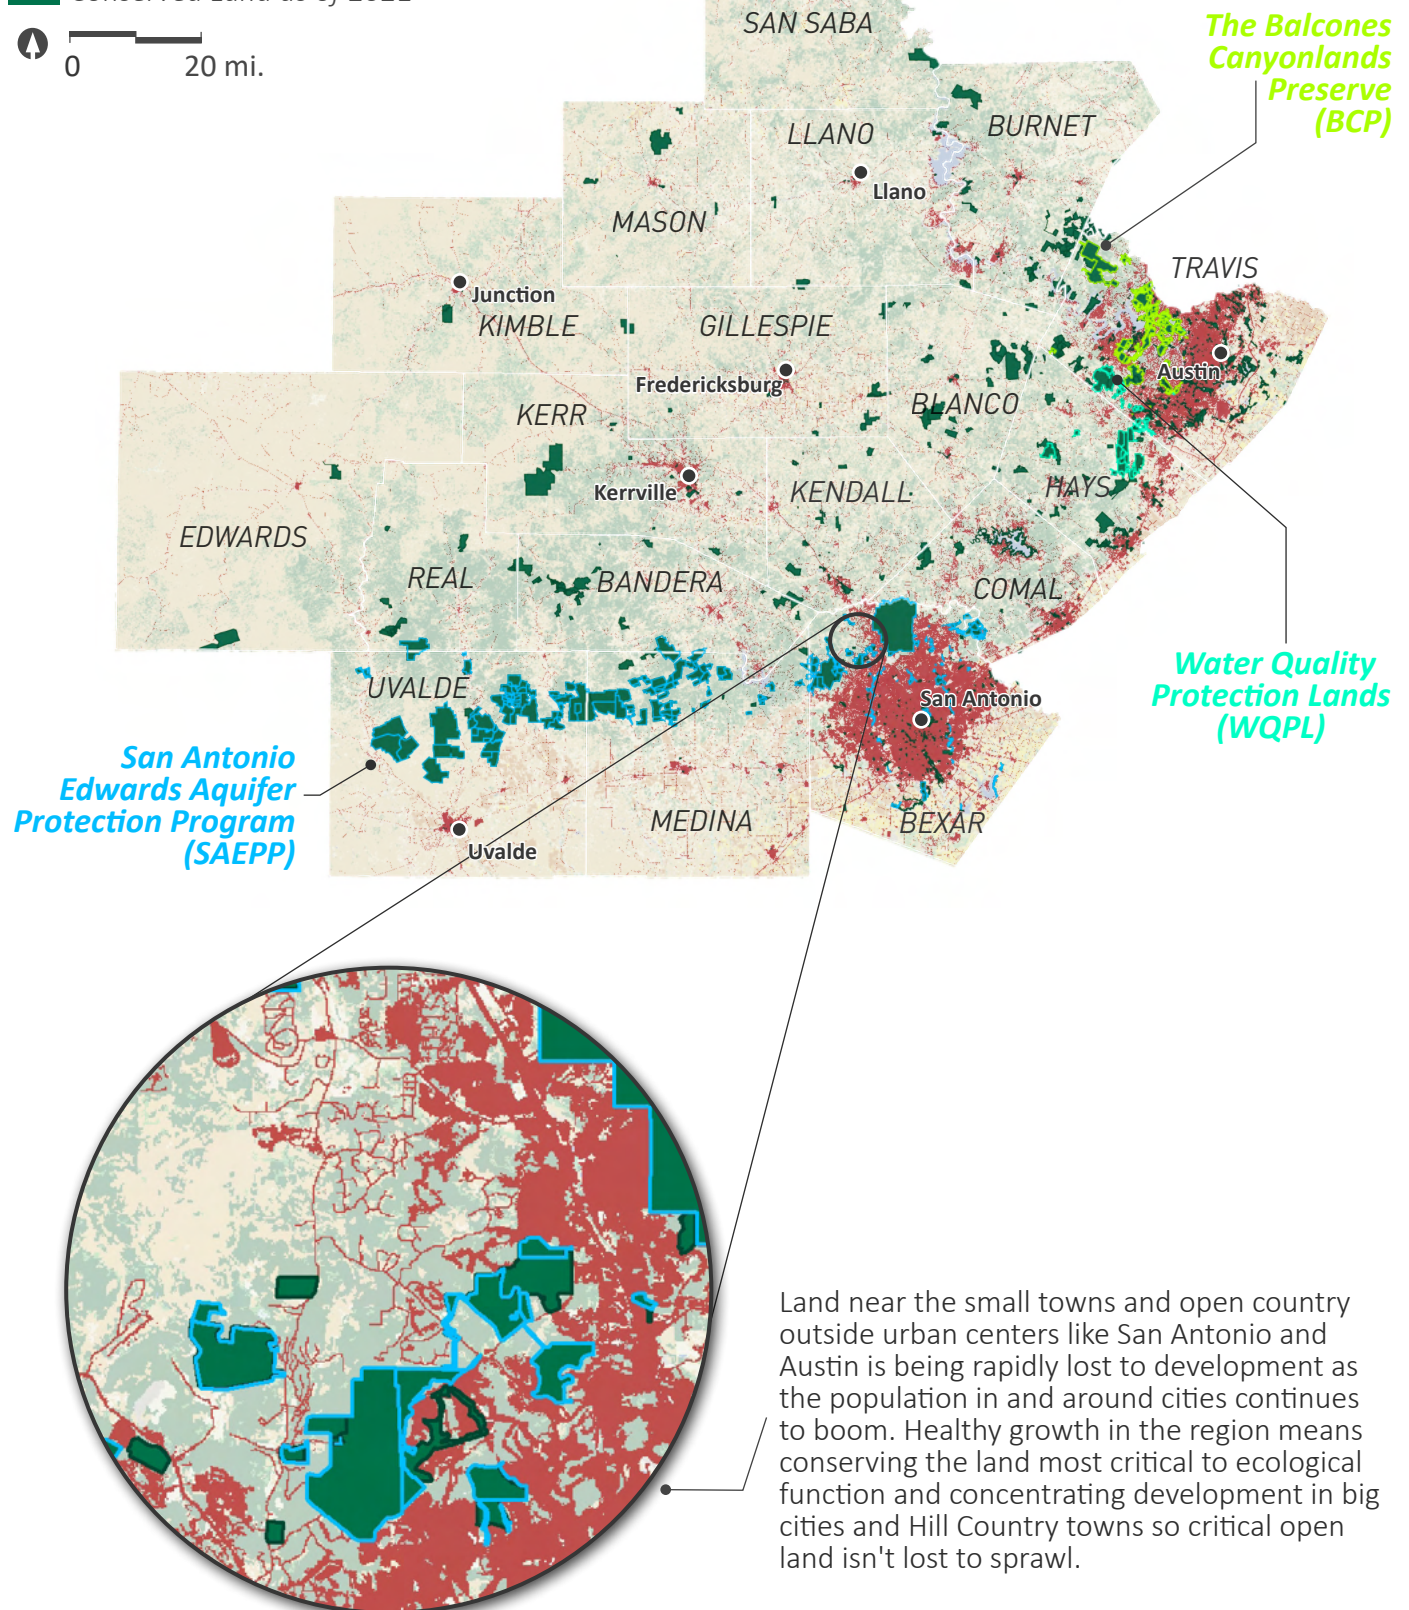 Conserved Land as of 2022
0 20 mi.
SAN SABA
The Balcones
Canyonlands
Preserve
(BCP)
LLANO
BURNET
Llano
MASON
TRAVIS
Junction
KIMBLE
GILLESPIE
Austin
Fredericksburg
KERR
BLANCO
Kerrville
KENDALL
HAYS
EDWARDS
REAL
BANDERA
COMAL
UVALDE
San Antonio
Water Quality
Protection Lands
(WQPL)
San Antonio
Edwards Aquifer
Protection Program
(SAEPP)
MEDINA
BEXAR
Uvalde
Land near the small towns and open country
outside urban centers like San Antonio and
Austin is being rapidly lost to development as
the population in and around cities continues
to boom. Healthy growth in the region means
conserving the land most critical to ecological
function and concentrating development in big
cities and Hill Country towns so critical open
land isn't lost to sprawl.